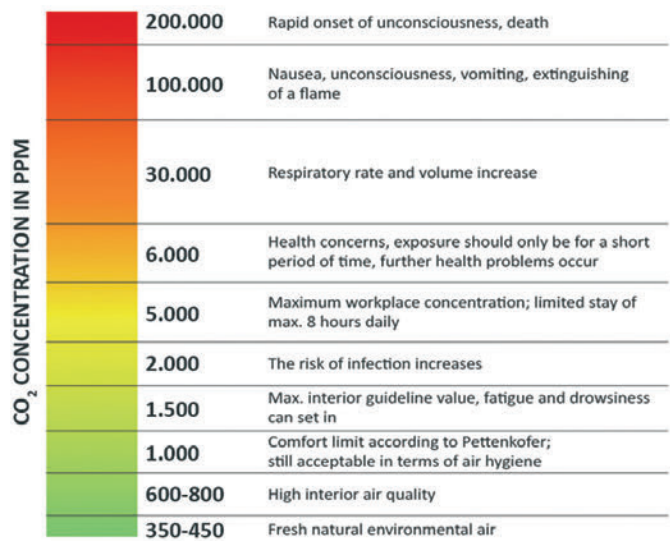 CO₂ CONCENTRATION IN PPM
200.000 Rapid onset of unconsciousness, death
100.000 Nausea, unconsciousness, vomiting, extinguishing
of a flame
30.000 Respiratory rate and volume increase
6.000 Health concerns, exposure should only be for a short
period of time, further health problems occur
5.000 Maximum workplace concentration; limited stay of
max. 8 hours daily
2.000 The risk of infection increases
1.500 Max. interior guideline value, fatigue and drowsiness
can set in
1.000 Comfort limit according to Pettenkofer;
still acceptable in terms of air hygiene
600-800 High interior air quality
350-450 Fresh natural environmental air